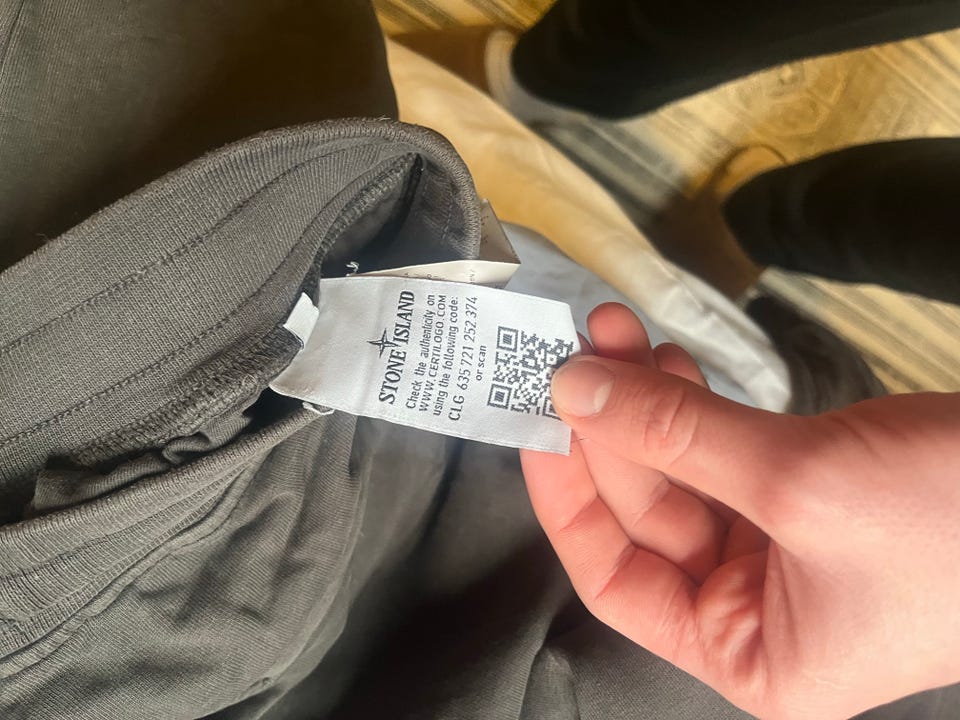 STONE ISLAND
Check the authenticity on
WWW.CERTILOGO.COM
using the following code:
CLG 635 721 252 374
or scan